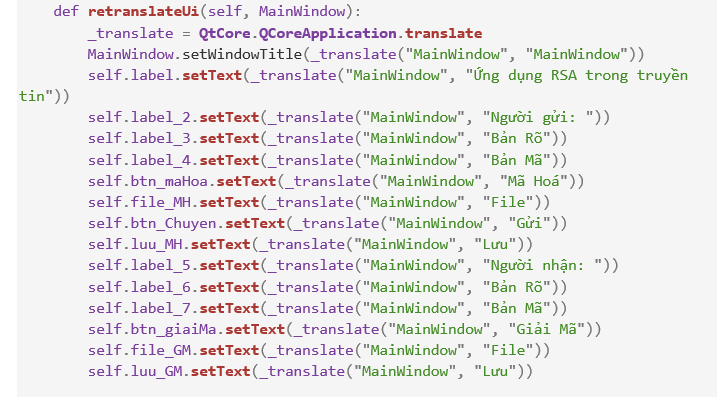 def retranslateUi(self, MainWindow):
_translate = QtCore.QCoreApplication.translate
MainWindow.setWindowTitle(_translate("MainWindow", "MainWindow"))
self.label.setText(_translate("MainWindow", "Ứng dụng RSA trong truyền
tin"))
self.label_2.setText(_translate("MainWindow", "Người gửi: "))
self.label_3.setText(_translate("MainWindow", "Bản Rõ"))
self.label_4.setText(_translate("MainWindow", "Bản Mã"))
self.btn_maHoa.setText(_translate("MainWindow", "Mã Hoá"))
self.file_MH.setText(_translate("MainWindow", "File"))
self.btn_Chuyen.setText(_translate("MainWindow", "Gửi"))
self.luu_MH.setText(_translate("MainWindow", "Lưu"))
self.label_5.setText(_translate("MainWindow", "Người nhận: "))
self.label_6.setText(_translate("MainWindow", "Bản Rõ"))
self.label_7.setText(_translate("MainWindow", "Bản Mã"))
self.btn_giaiMa.setText(_translate("MainWindow", "Giải Mã"))
self.file_GM.setText(_translate("MainWindow", "File"))
self.luu_GM.setText(_translate("MainWindow", "Lưu"))